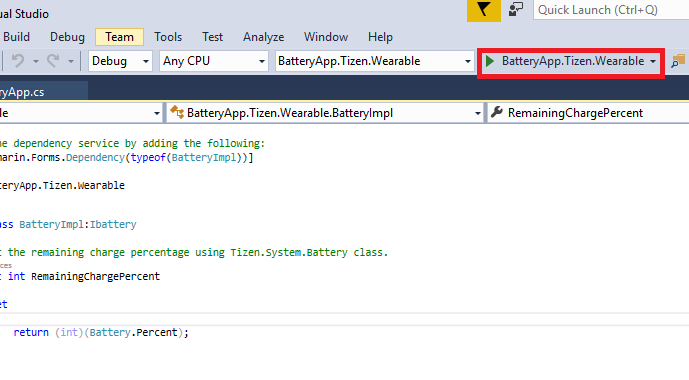 ual Studio
Quick Launch (Ctrl+Q)
Build Debug Team Tools Test Analyze Window Help
Debug Any CPU BatteryApp.Tizen.Wearable BatteryApp.Tizen.Wearable
ryApp.cs
le BatteryApp.Tizen.Wearable.BatteryImpl RemainingChargePercent
he dependency service by adding the following:
marin.Forms.Dependency(typeof(BatteryImpl))]
tteryApp.Tizen.Wearable
ass BatteryImpl:Ibattery
t the remaining charge percentage using Tizen.System.Battery class.
ces
c int RemainingChargePercent
et
return (int)(Battery.Percent);